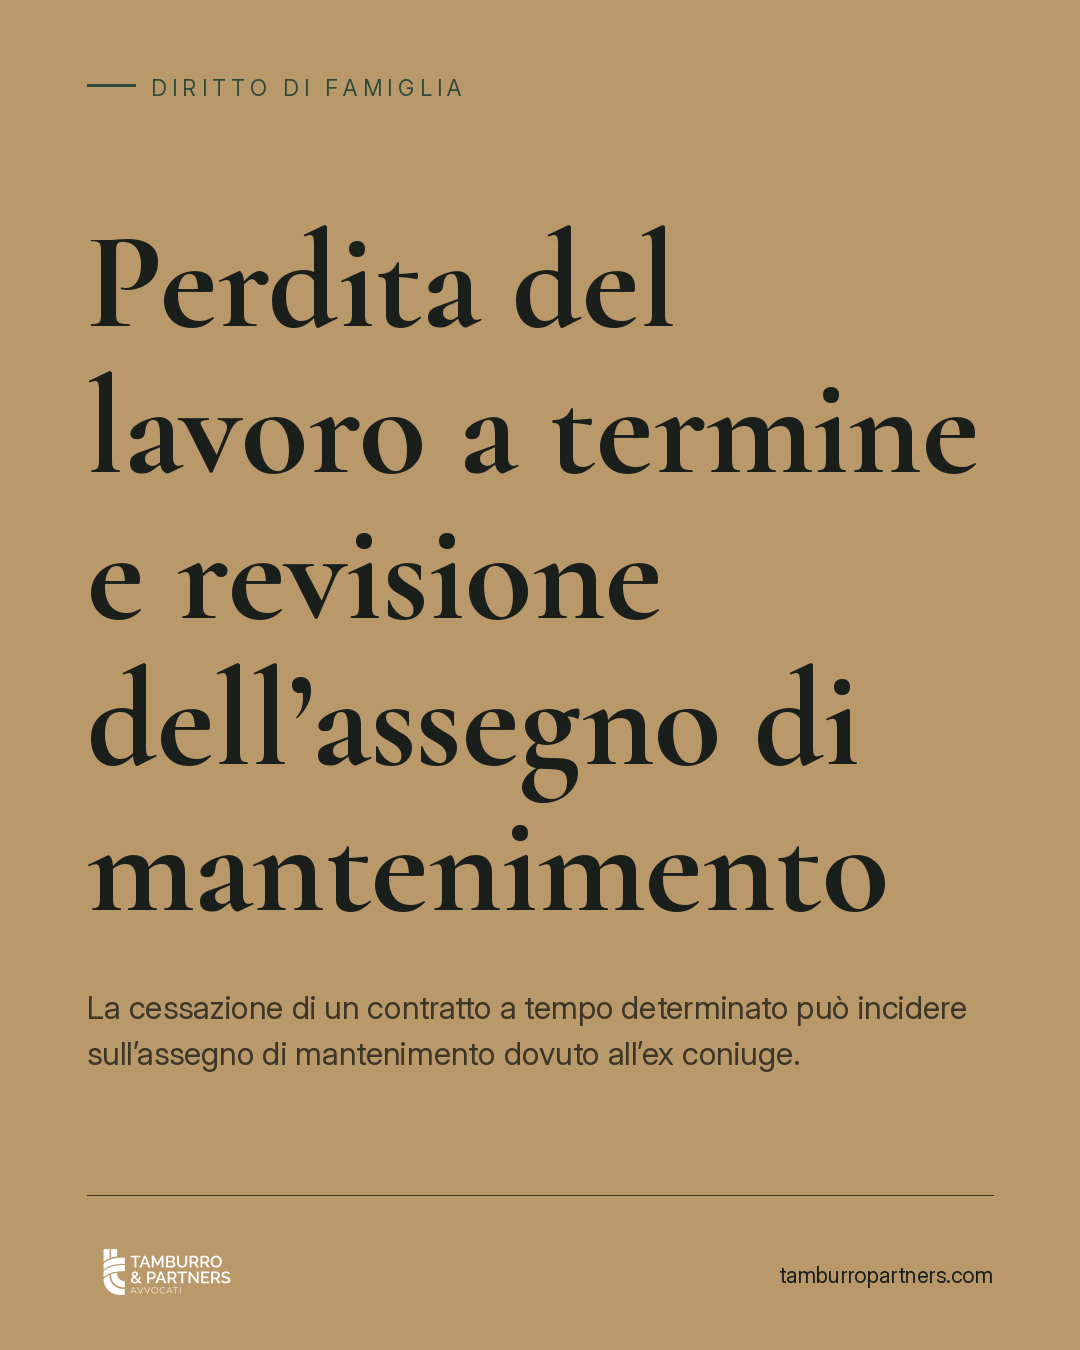 DIRITTO DI FAMIGLIA
Perdita del
lavoro a termine
e revisione
dell’assegno di
mantenimento
La cessazione di un contratto a tempo determinato può incidere
sull’assegno di mantenimento dovuto all’ex coniuge.
TAMBURRO
& PARTNERS
AVVOCATI
tamburropartners.com